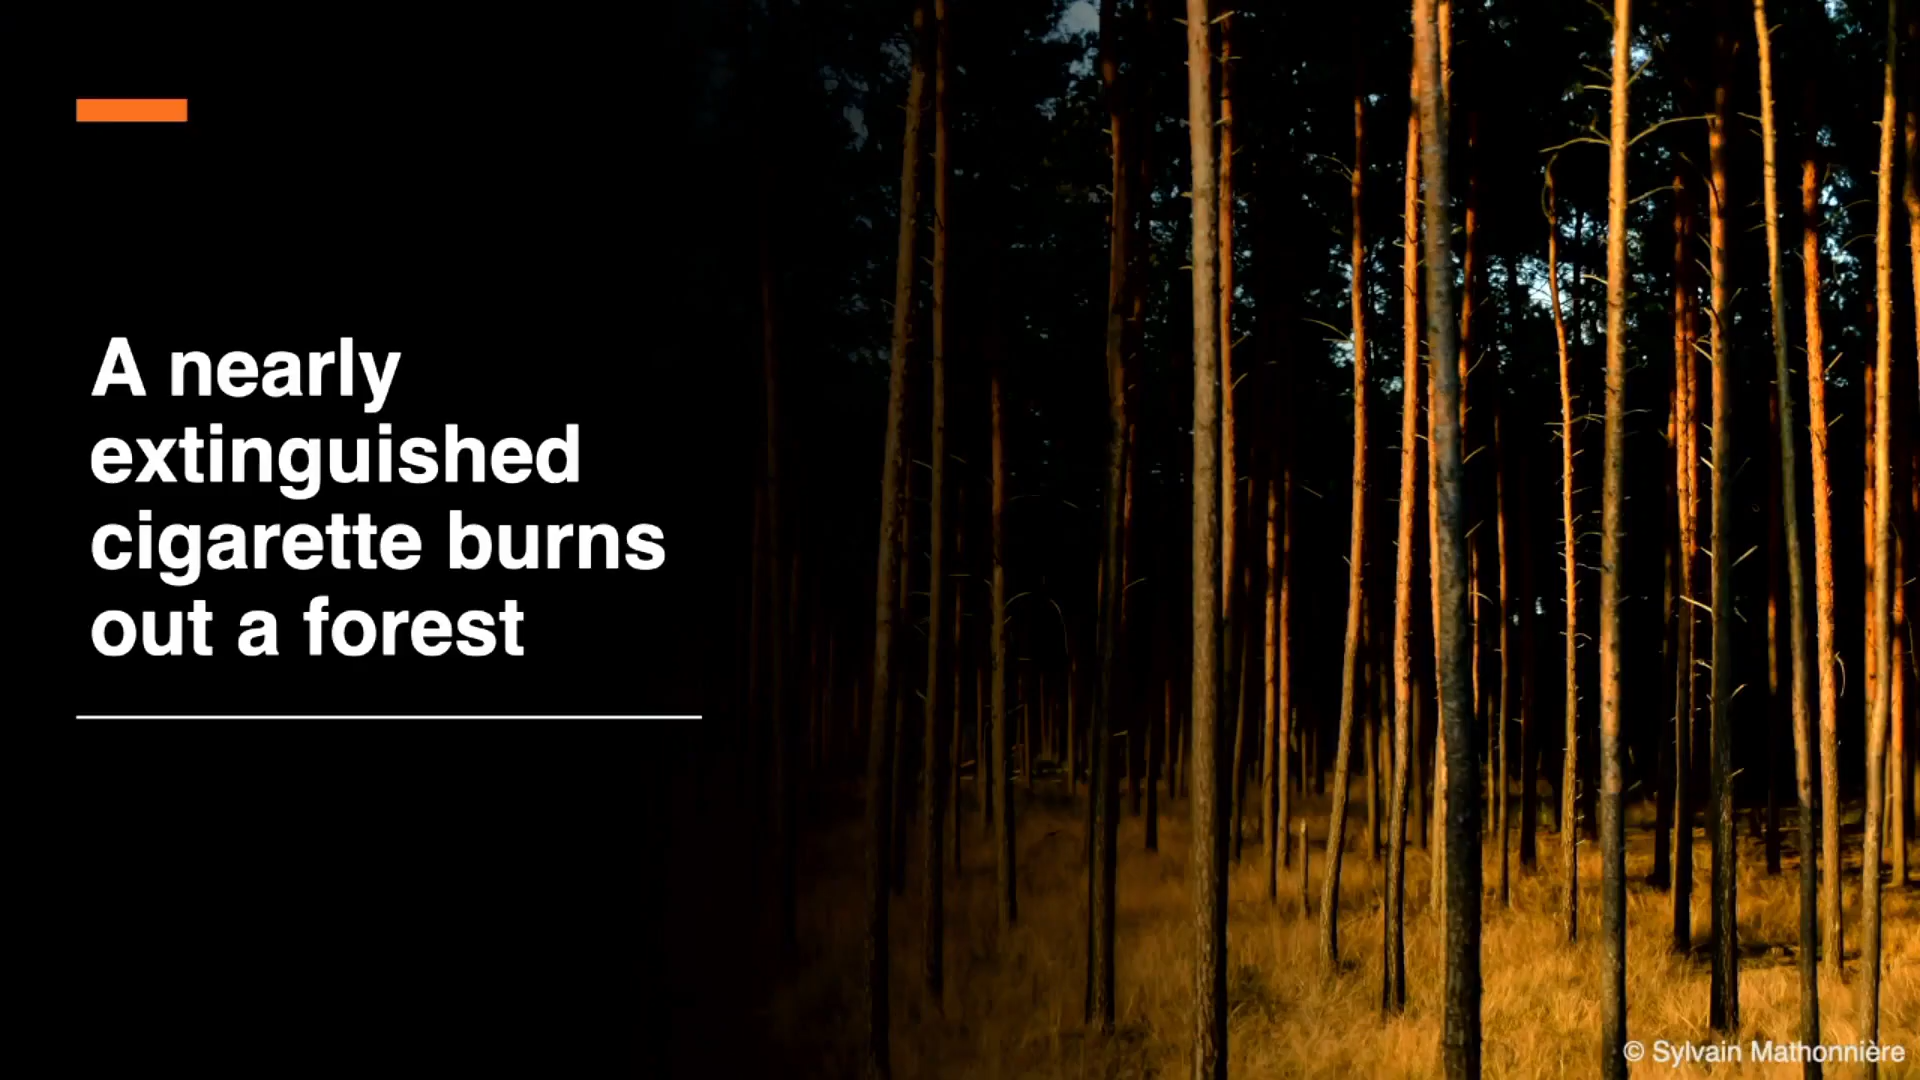 A nearly
extinguished
cigarette burns
out a forest
© Sylvain Mathonnière